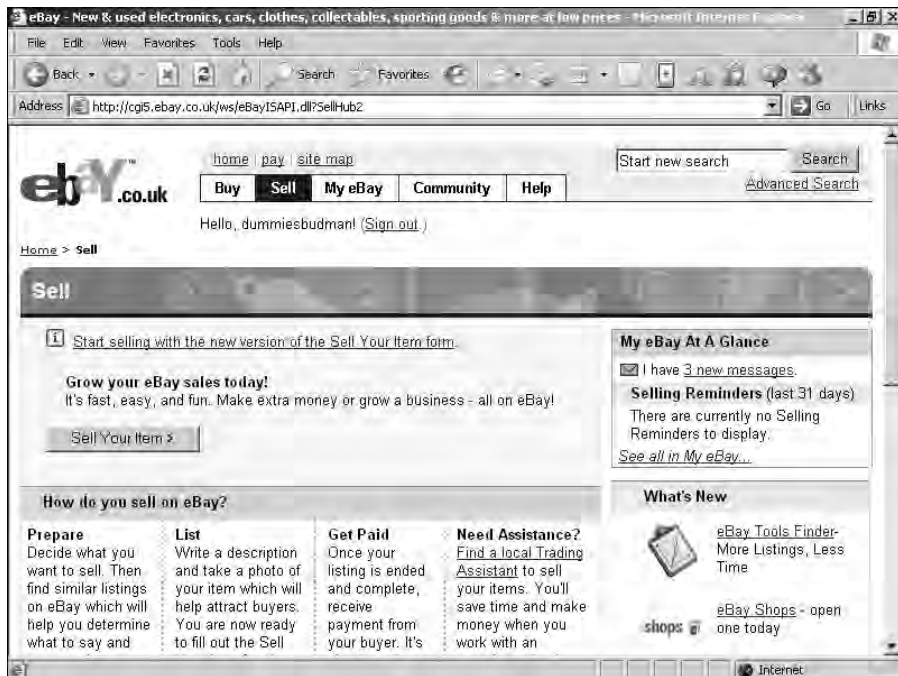 eBay - New & used electronics, cars, clothes, collectables, sporting goods & more at low prices - Microsoft Internet Explorer
File Edit View Favorites Tools Help
Back Search Favorites
Address http://cgi5.ebay.co.uk/ws/eBayISAPI.dll?SellHub2 Go Links
ebay™.co.uk
home | pay | site map
Start new search Search
Buy Sell My eBay Community Help
Advanced Search
Hello, dummiesbudman! (Sign out.)
Home > Sell
Sell
Start selling with the new version of the Sell Your Item form.
Grow your eBay sales today!
It's fast, easy, and fun. Make extra money or grow a business - all on eBay!
Sell Your Item >
My eBay At A Glance
I have 3 new messages.
Selling Reminders (last 31 days)
There are currently no Selling
Reminders to display.
See all in My eBay...
How do you sell on eBay?
Prepare
Decide what you
want to sell. Then
find similar listings
on eBay which will
help you determine
what to say and
List
Write a description
and take a photo of
your item which will
help attract buyers.
You are now ready
to fill out the Sell
Get Paid
Once your
listing is ended
and complete,
receive
payment from
your buyer. It's
Need Assistance?
Find a local Trading
Assistant to sell
your items. You'll
save time and make
money when you
work with an
What's New
eBay Tools Finder-
More Listings, Less
Time
shops
eBay Shops - open
one today
Internet